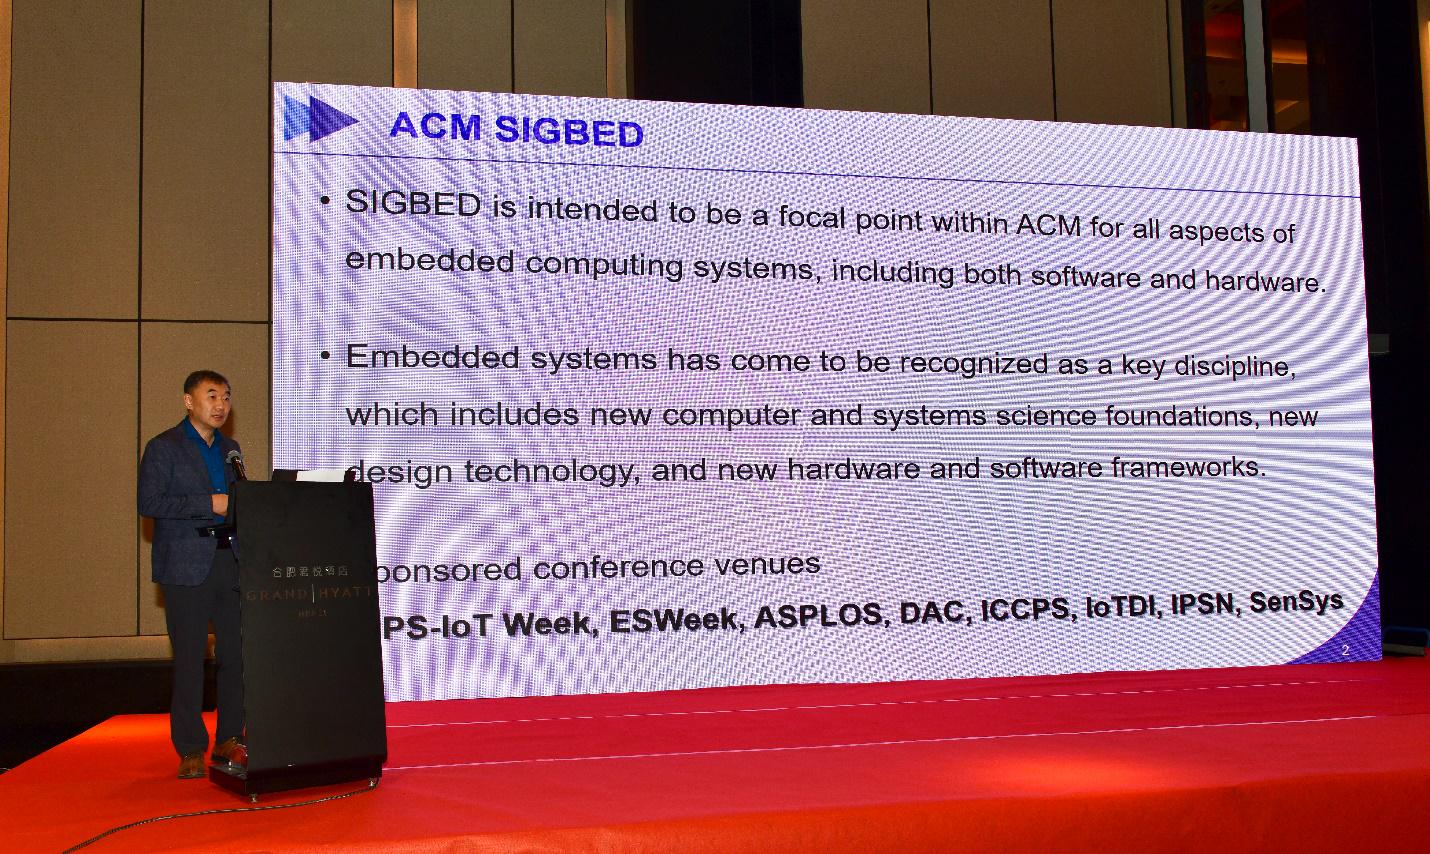 ACM SIGBED
• SIGBED is intended to be a focal point within ACM for all aspects of
embedded computing systems, including both software and hardware.
• Embedded systems has come to be recognized as a key discipline,
which includes new computer and systems science foundations, new
design technology, and new hardware and software frameworks.
ponsored conference venues
PS-IoT Week, ESWeek, ASPLOS, DAC, ICCPS, IoTDI, IPSN, SenSys
2
合肥君悦酒店
GRAND HYATT
HEFEI